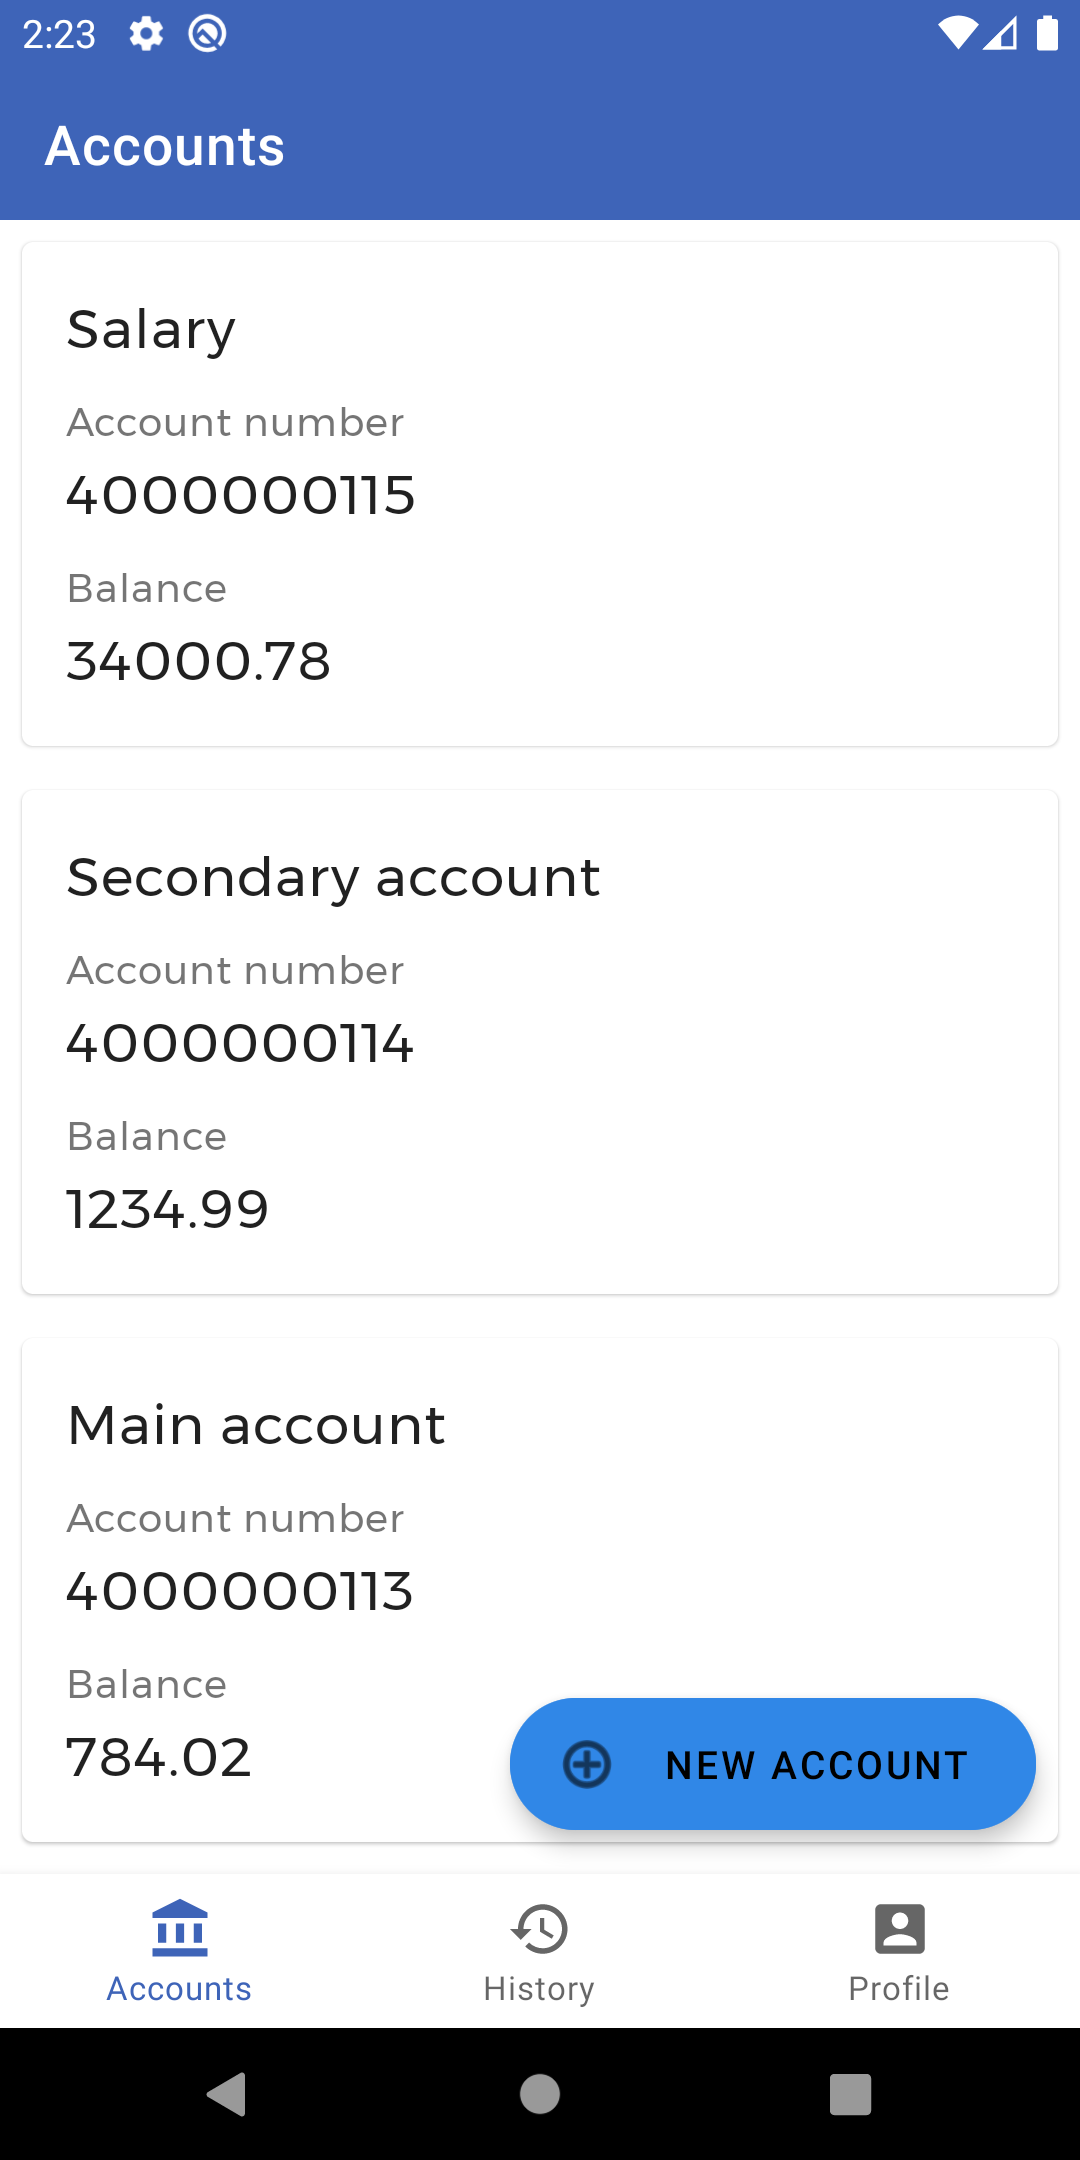 2:23
Accounts
Salary
Account number
4000000115
Balance
34000.78
Secondary account
Account number
4000000114
Balance
1234.99
Main account
Account number
4000000113
Balance
784.02
NEW ACCOUNT
Accounts
History
Profile